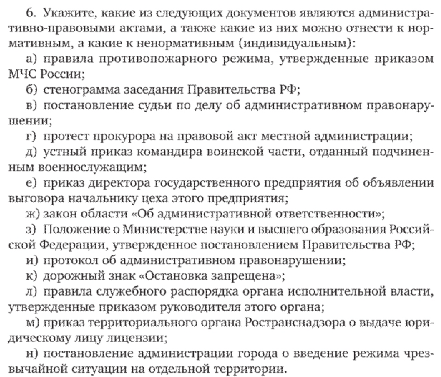 6. Укажите, какие из следующих документов являются администра-
тивно-правовыми актами, а также какие из них можно отнести к нор-
мативным, а какие к ненормативным (индивидуальным):
а) правила противопожарного режима, утвержденные приказом
МЧС России;
б) стенограмма заседания Правительства РФ;
в) постановление судьи по делу об административном правонару-
шении;
г) протест прокурора на правовой акт местной администрации;
д) устный приказ командира воинской части, отданный подчинен-
ным военнослужащим;
е) приказ директора государственного предприятия об объявлении
выговора начальнику цеха этого предприятия;
ж) закон области «Об административной ответственности»;
з) Положение о Министерстве науки и высшего образования Россий-
ской Федерации, утвержденное постановлением Правительства РФ;
и) протокол об административном правонарушении;
к) дорожный знак «Остановка запрещена»;
л) правила служебного распорядка органа исполнительной власти,
утвержденные приказом руководителя этого органа;
м) приказ территориального органа Ространснадзора о выдаче юри-
дическому лицу лицензии;
н) постановление администрации города о введение режима чрез-
вычайной ситуации на отдельной территории.